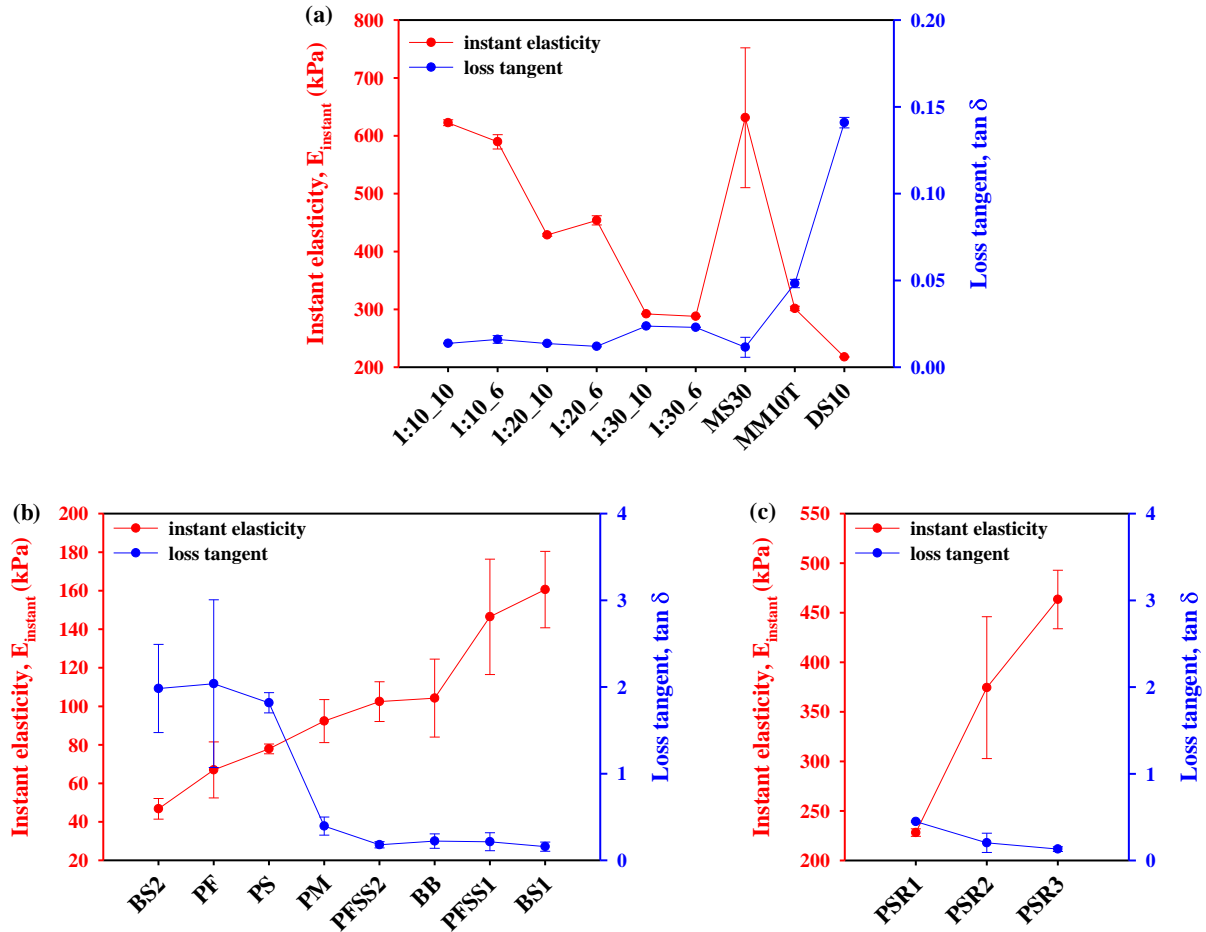 (a)
800
700
600
500
400
300
200
Instant elasticity, E_instant (kPa)
instant elasticity
loss tangent
0.20
0.15
0.10
0.05
0.00
Loss tangent, tan δ
1:10_10
1:10_6
1:20_10
1:20_6
1:30_10
1:30_6
MS30
MM10T
DS10
(b)
200
180
160
140
120
100
80
60
40
20
Instant elasticity, E_instant (kPa)
instant elasticity
loss tangent
4
3
2
1
0
Loss tangent, tan δ
BS2
PF
PS
PM
PFSS2
BB
PFSS1
BS1
(c)
550
500
450
400
350
300
250
200
Instant elasticity, E_instant (kPa)
instant elasticity
loss tangent
4
3
2
1
0
Loss tangent, tan δ
PSR1
PSR2
PSR3